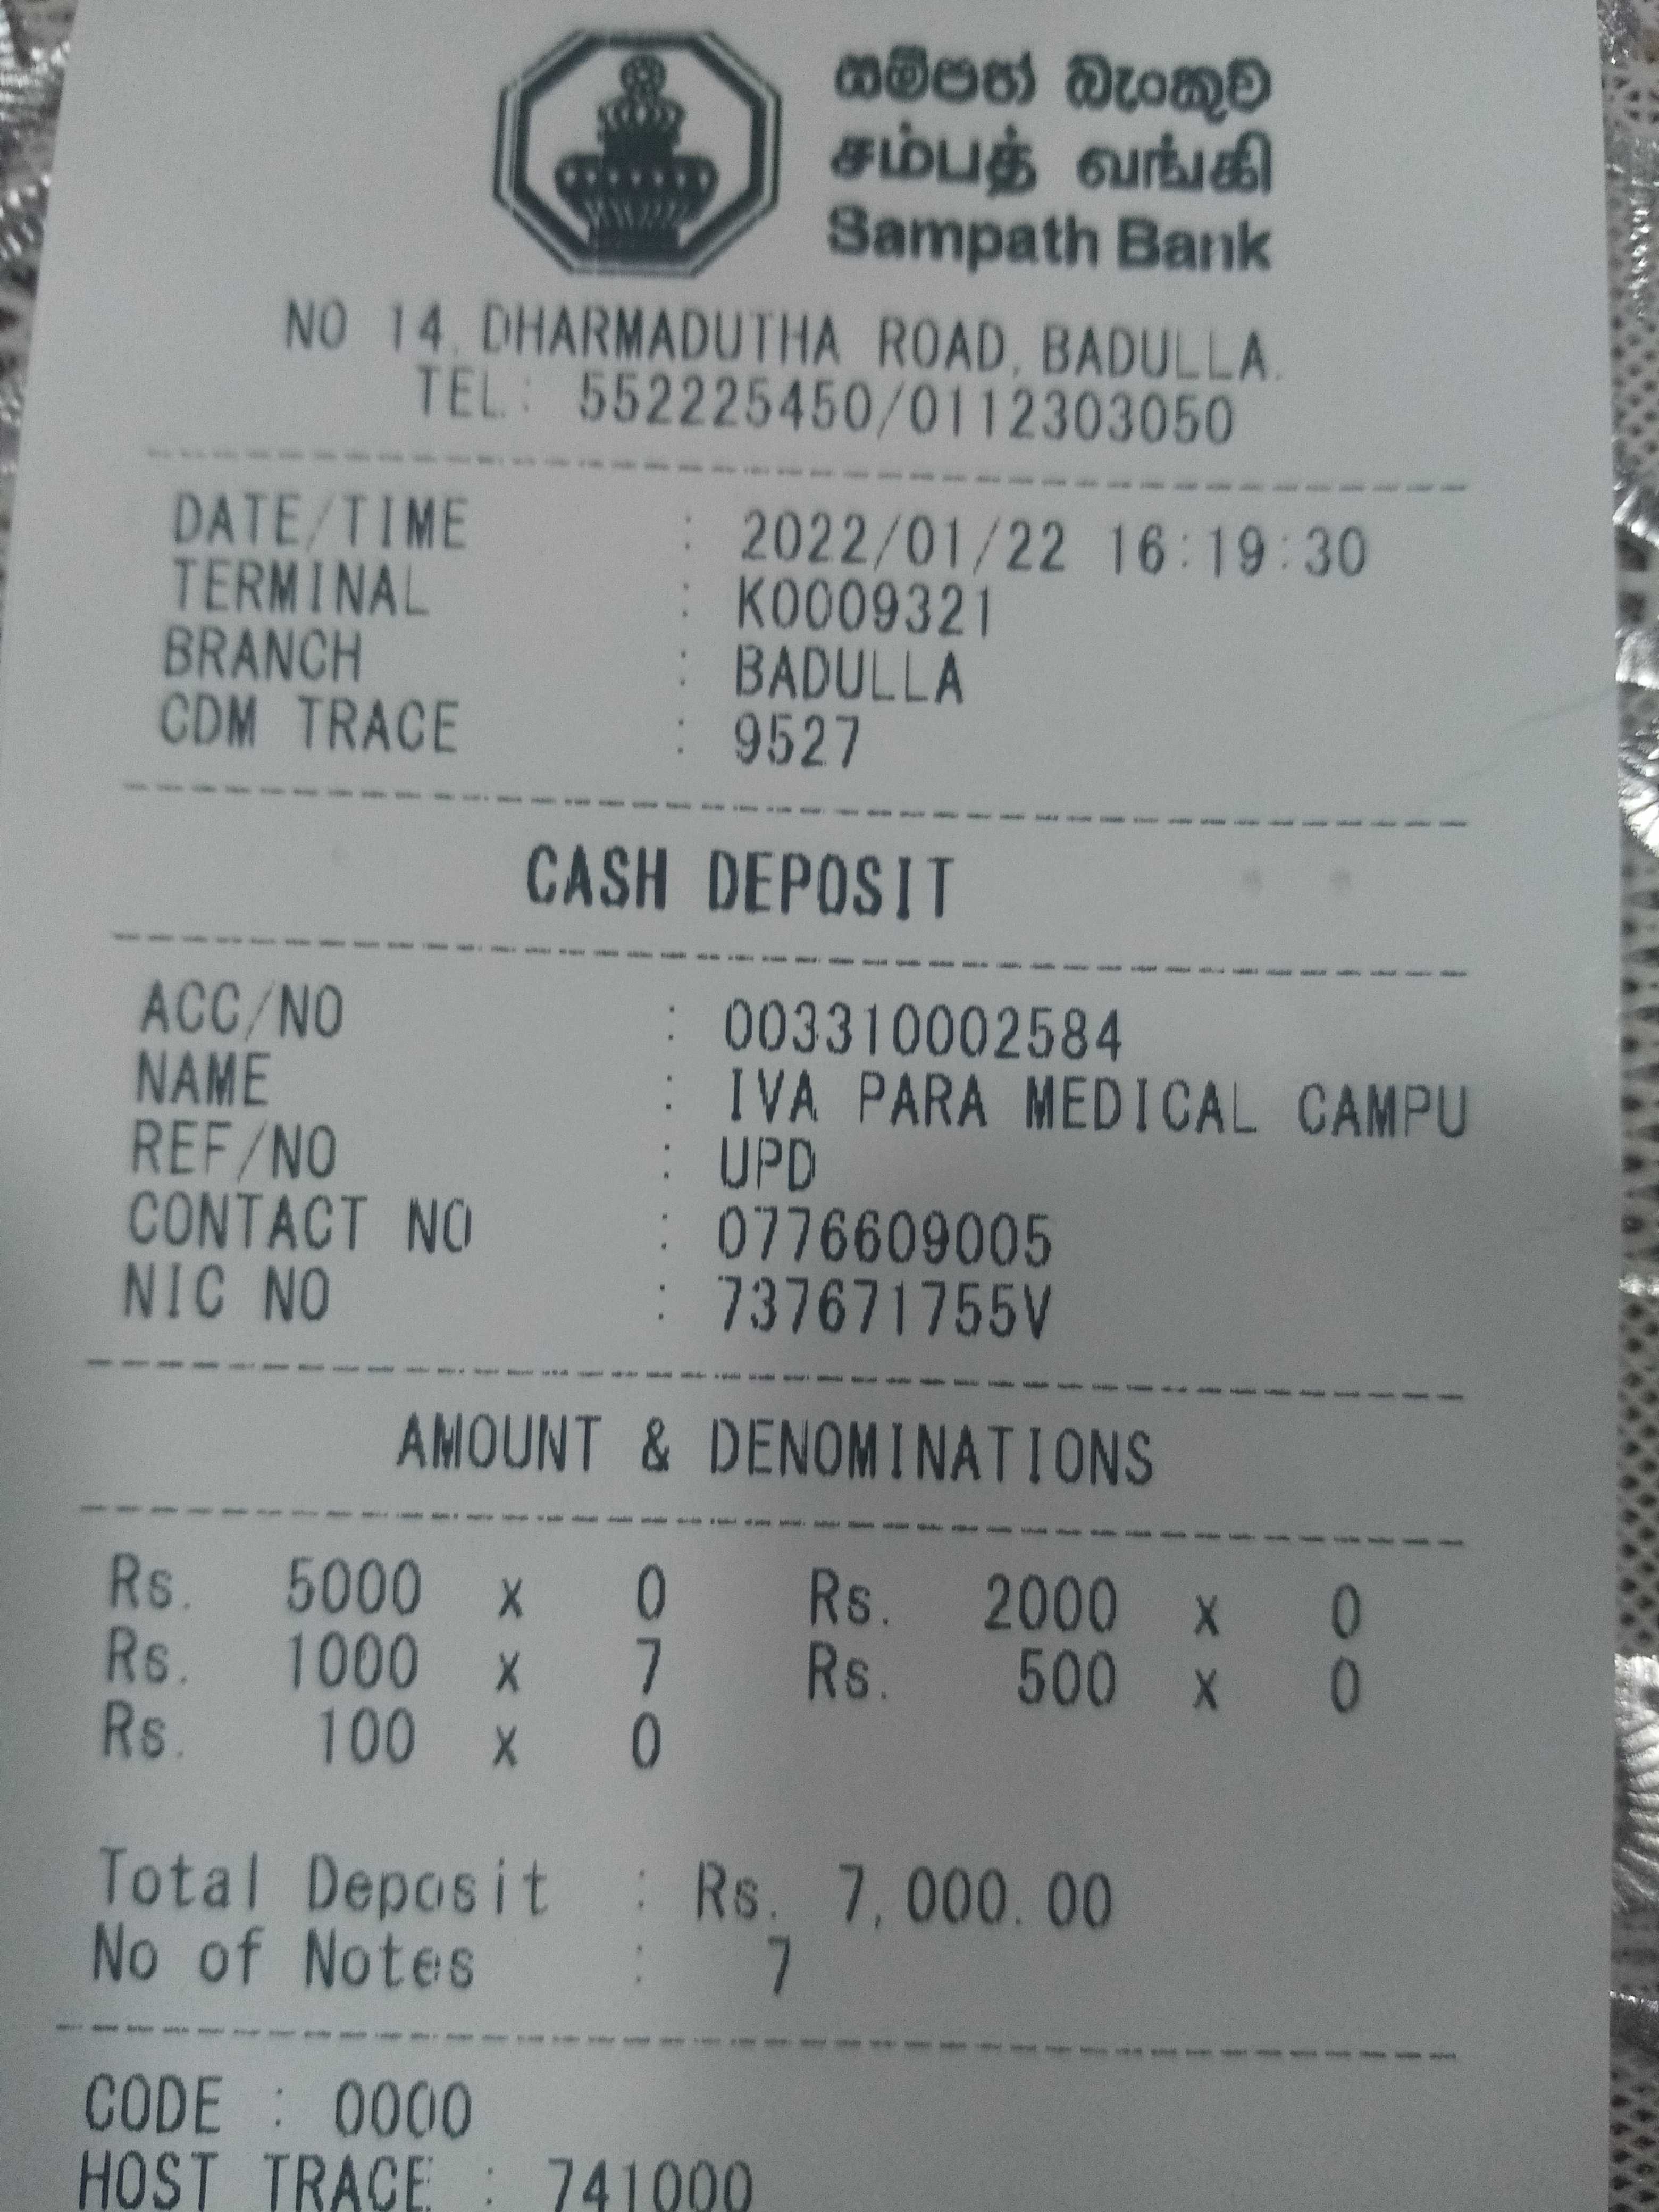 සම්පත් බැංකුව
சம்பத் வங்கி
Sampath Bank
NO 14, DHARMADUTHA ROAD, BADULLA.
TEL: 552225450/0112303050
DATE/TIME : 2022/01/22 16:19:30
TERMINAL : K0009321
BRANCH : BADULLA
CDM TRACE : 9527
CASH DEPOSIT
ACC/NO : 003310002584
NAME : IVA PARA MEDICAL CAMPU
REF/NO : UPD
CONTACT NO : 0776609005
NIC NO : 737671755V
AMOUNT & DENOMINATIONS
Rs. 5000 x 0 Rs. 2000 x 0
Rs. 1000 x 7 Rs. 500 x 0
Rs. 100 x 0
Total Deposit : Rs. 7,000.00
No of Notes : 7
CODE : 0000
HOST TRACE : 741000